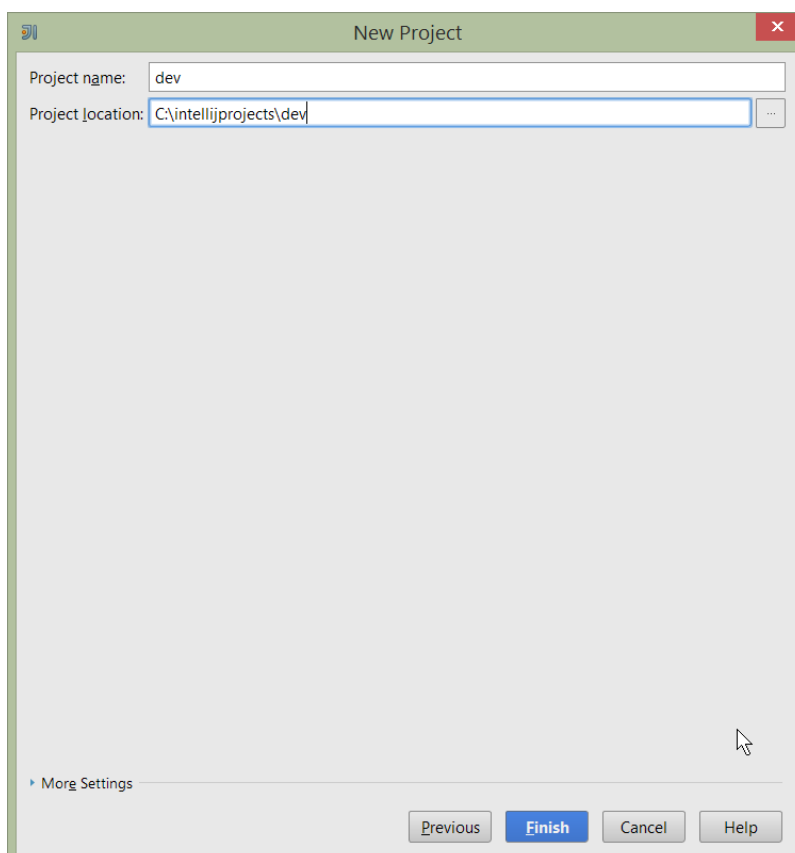 New Project
Project name: dev
Project location: C:\intellijprojects\dev ...
More Settings
Previous Finish Cancel Help